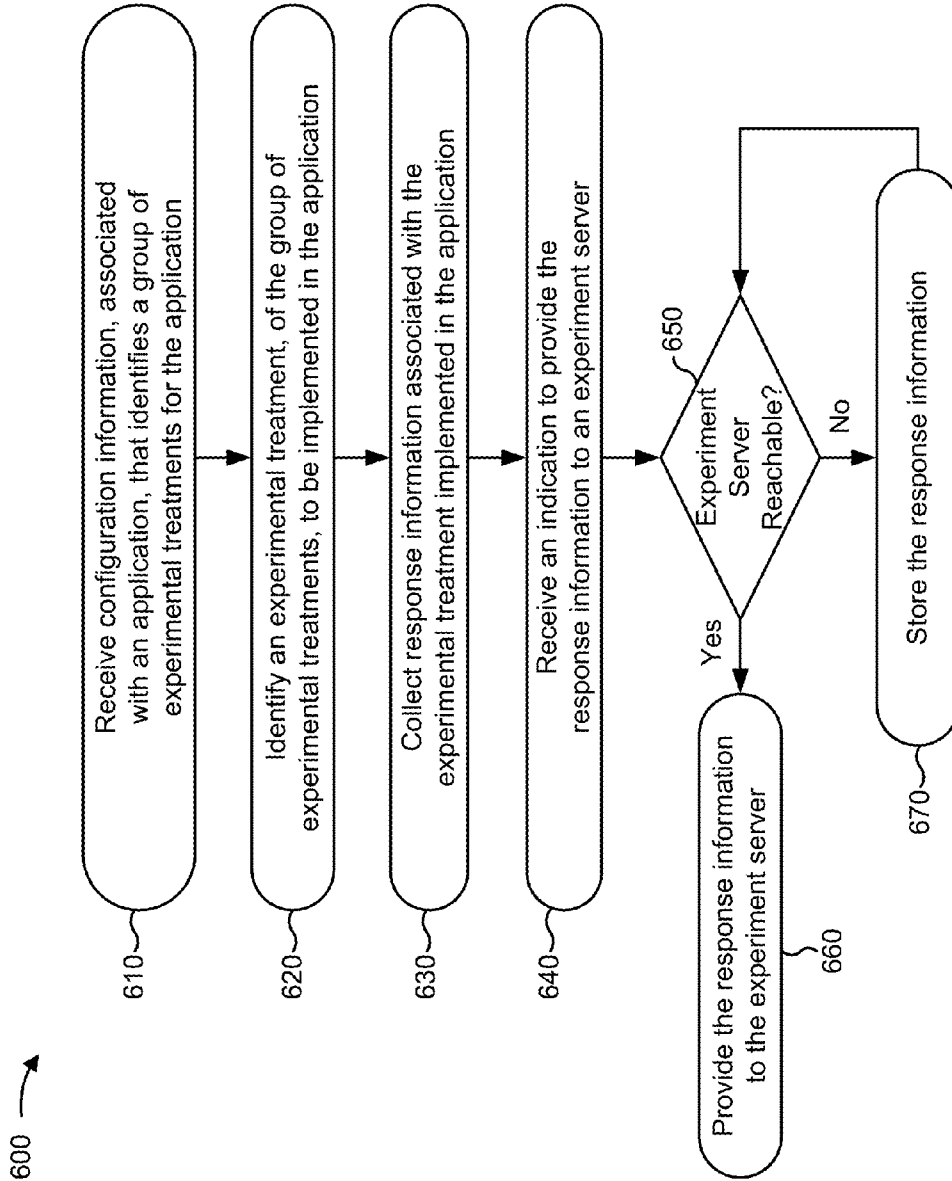 600
610
Receive configuration information, associated
with an application, that identifies a group of
experimental treatments for the application
620
Identify an experimental treatment, of the group of
experimental treatments, to be implemented in the application
630
Collect response information associated with the
experimental treatment implemented in the application
640
Receive an indication to provide the
response information to an experiment server
650
Experiment
Server
Reachable?
Yes
No
Provide the response information
to the experiment server
660
670
Store the response information